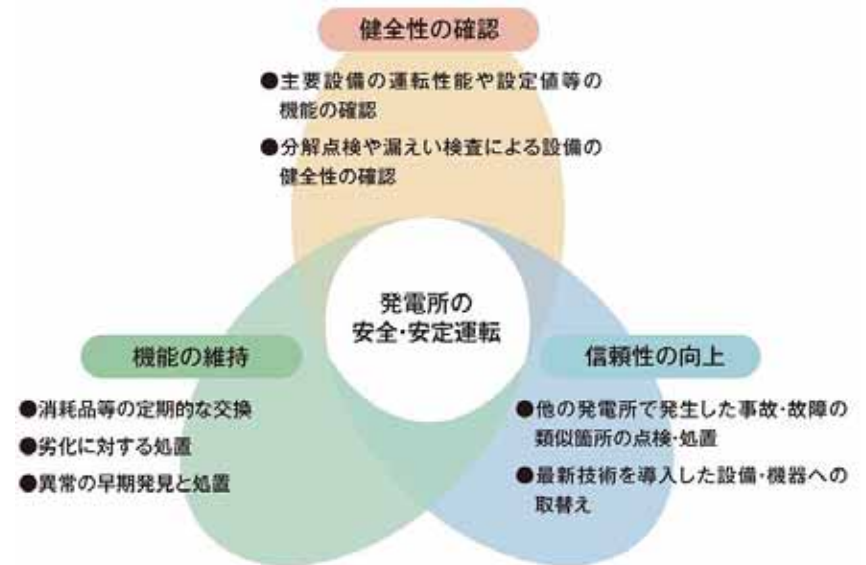 健全性の確認
●主要設備の運転性能や設定値等の
機能の確認
●分解点検や漏えい検査による設備の
健全性の確認
発電所の
安全・安定運転
機能の維持
●消耗品等の定期的な交換
●劣化に対する処置
●異常の早期発見と処置
信頼性の向上
●他の発電所で発生した事故・故障の
類似箇所の点検・処置
●最新技術を導入した設備・機器への
取替え